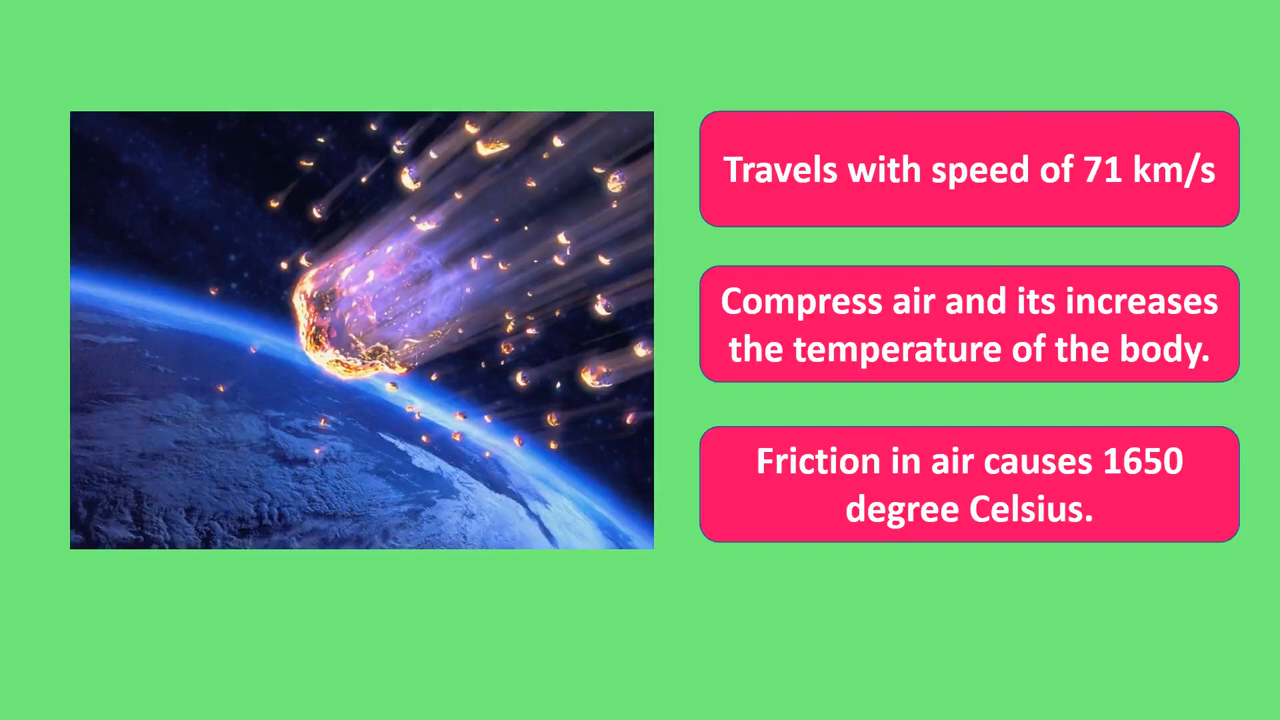 Travels with speed of 71 km/s
Compress air and its increases
the temperature of the body.
Friction in air causes 1650
degree Celsius.